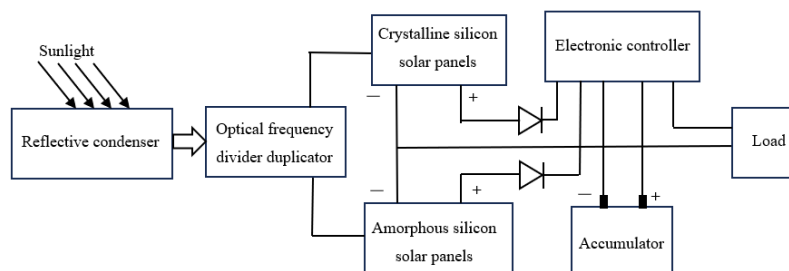 Sunlight
Reflective condenser
Optical frequency
divider duplicator
Crystalline silicon
solar panels
—
+
Electronic controller
Load
—
+
Amorphous silicon
solar panels
—
+
Accumulator